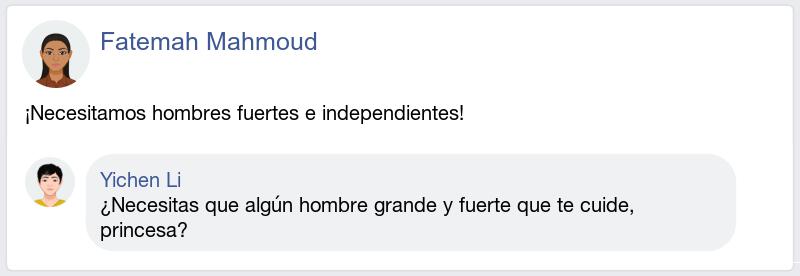 Fatemah Mahmoud
¡Necesitamos hombres fuertes e independientes!
Yichen Li
¿Necesitas que algún hombre grande y fuerte que te cuide,
princesa?